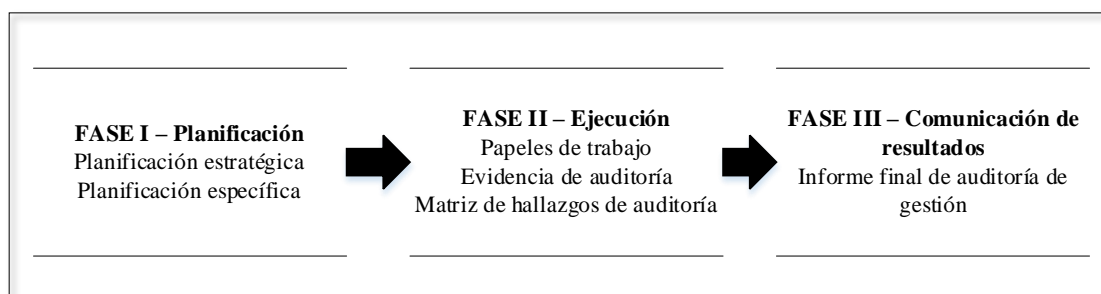 FASE I – Planificación
Planificación estratégica
Planificación específica
FASE II – Ejecución
Papeles de trabajo
Evidencia de auditoría
Matriz de hallazgos de auditoría
FASE III – Comunicación de
resultados
Informe final de auditoría de
gestión